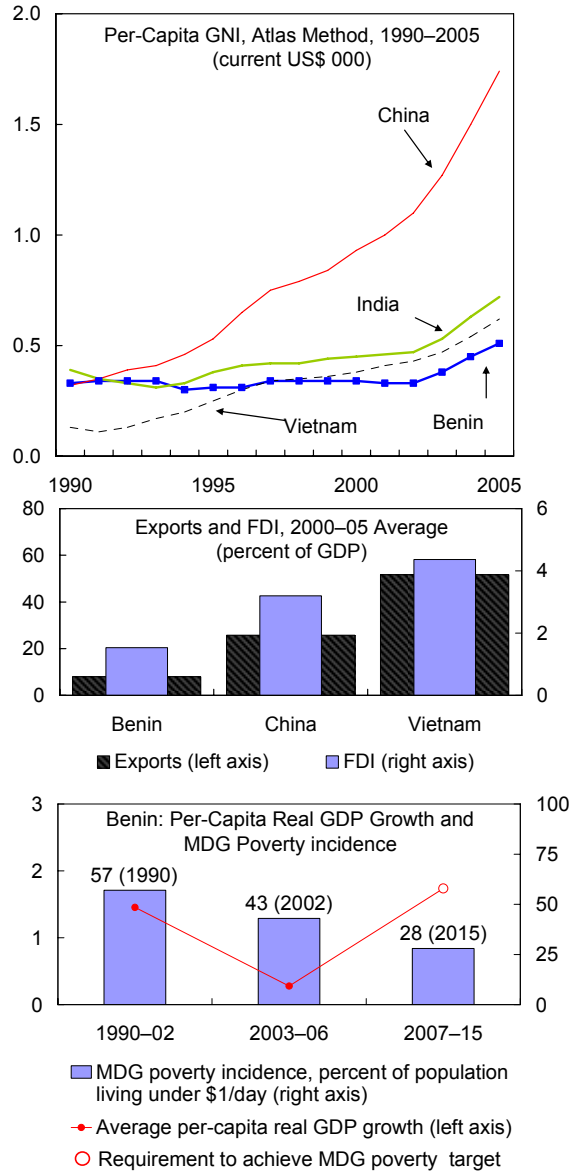 Per-Capita GNI, Atlas Method, 1990–2005
(current US$ 000)
2.0
1.5
1.0
0.5
0.0
China
India
Vietnam
Benin
1990
1995
2000
2005
Exports and FDI, 2000–05 Average
(percent of GDP)
80
60
40
20
0
6
4
2
0
Benin
China
Vietnam
Exports (left axis)
FDI (right axis)
Benin: Per-Capita Real GDP Growth and
MDG Poverty incidence
3
2
1
0
100
75
50
25
0
57 (1990)
43 (2002)
28 (2015)
1990–02
2003–06
2007–15
MDG poverty incidence, percent of population
living under $1/day (right axis)
Average per-capita real GDP growth (left axis)
Requirement to achieve MDG poverty target